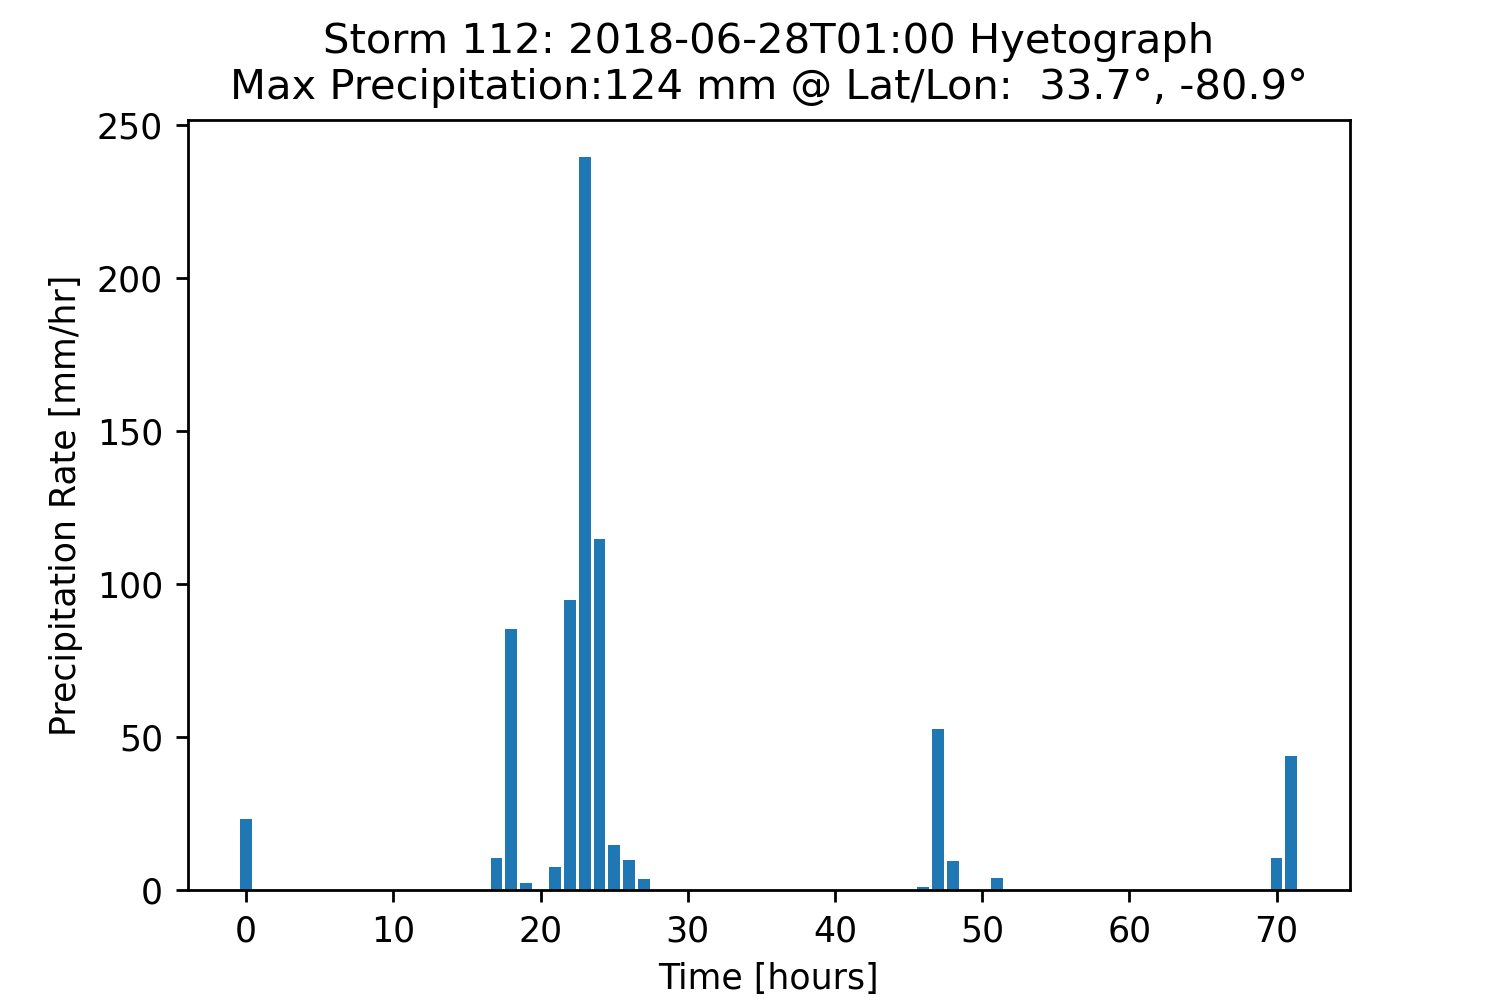 Storm 112: 2018-06-28T01:00 Hyetograph
Max Precipitation:124 mm @ Lat/Lon:  33.7°, -80.9°
250
200
150
100
50
0
Precipitation Rate [mm/hr]
0 10 20 30 40 50 60 70
Time [hours]